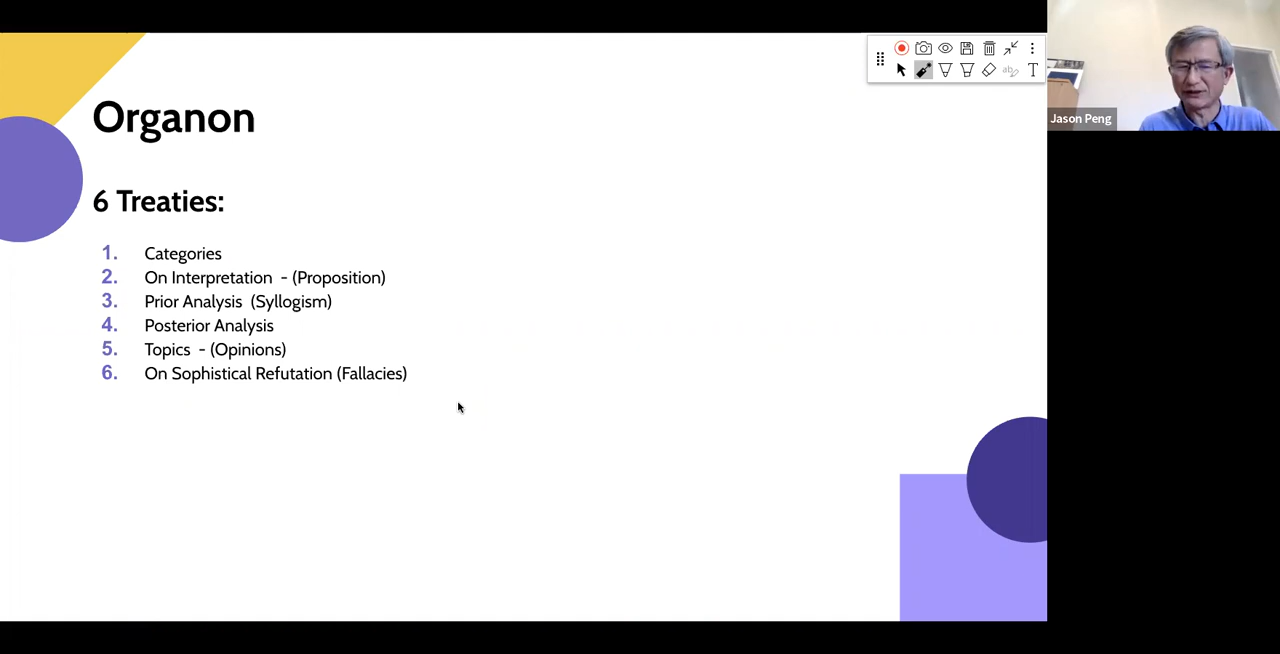 Organon
6 Treaties:
1. Categories
2. On Interpretation - (Proposition)
3. Prior Analysis (Syllogism)
4. Posterior Analysis
5. Topics - (Opinions)
6. On Sophistical Refutation (Fallacies)
ab
T
Jason Peng